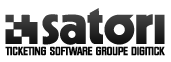 satori
TICKETING SOFTWARE GROUPE DIGITICK